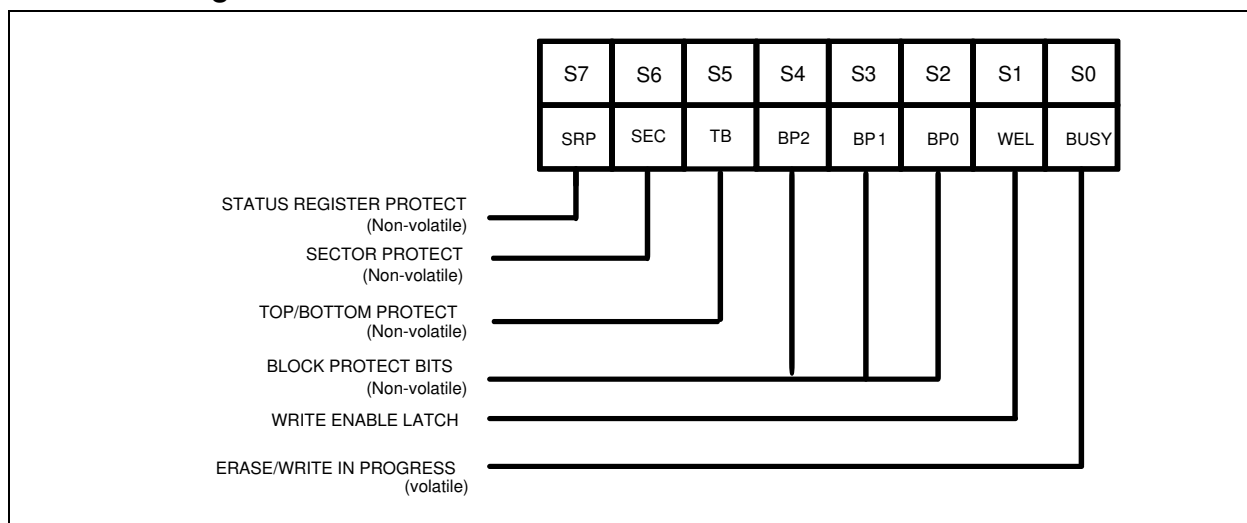 S7 S6 S5 S4 S3 S2 S1 S0
SRP SEC TB BP2 BP1 BP0 WEL BUSY
STATUS REGISTER PROTECT
(Non-volatile)
SECTOR PROTECT
(Non-volatile)
TOP/BOTTOM PROTECT
(Non-volatile)
BLOCK PROTECT BITS
(Non-volatile)
WRITE ENABLE LATCH
ERASE/WRITE IN PROGRESS
(volatile)